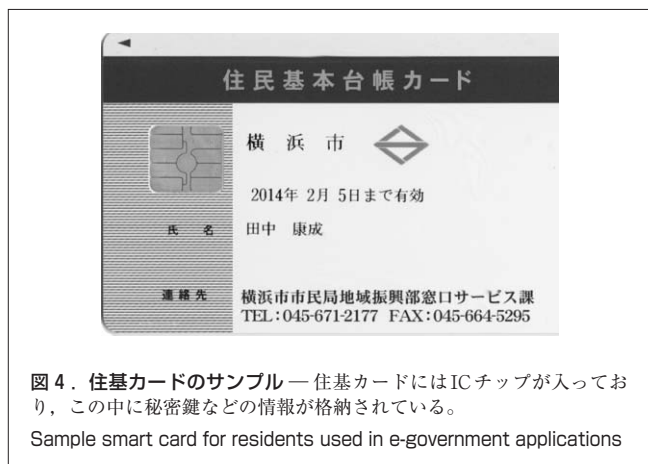 住民基本台帳カード
横浜市
2014年 2月 5日まで有効
氏名 田中 康成
連絡先 横浜市市民局地域振興部窓口サービス課
TEL:045-671-2177 FAX:045-664-5295
図4．住基カードのサンプル — 住基カードにはICチップが入ってお
り，この中に秘密鍵などの情報が格納されている。
Sample smart card for residents used in e-government applications